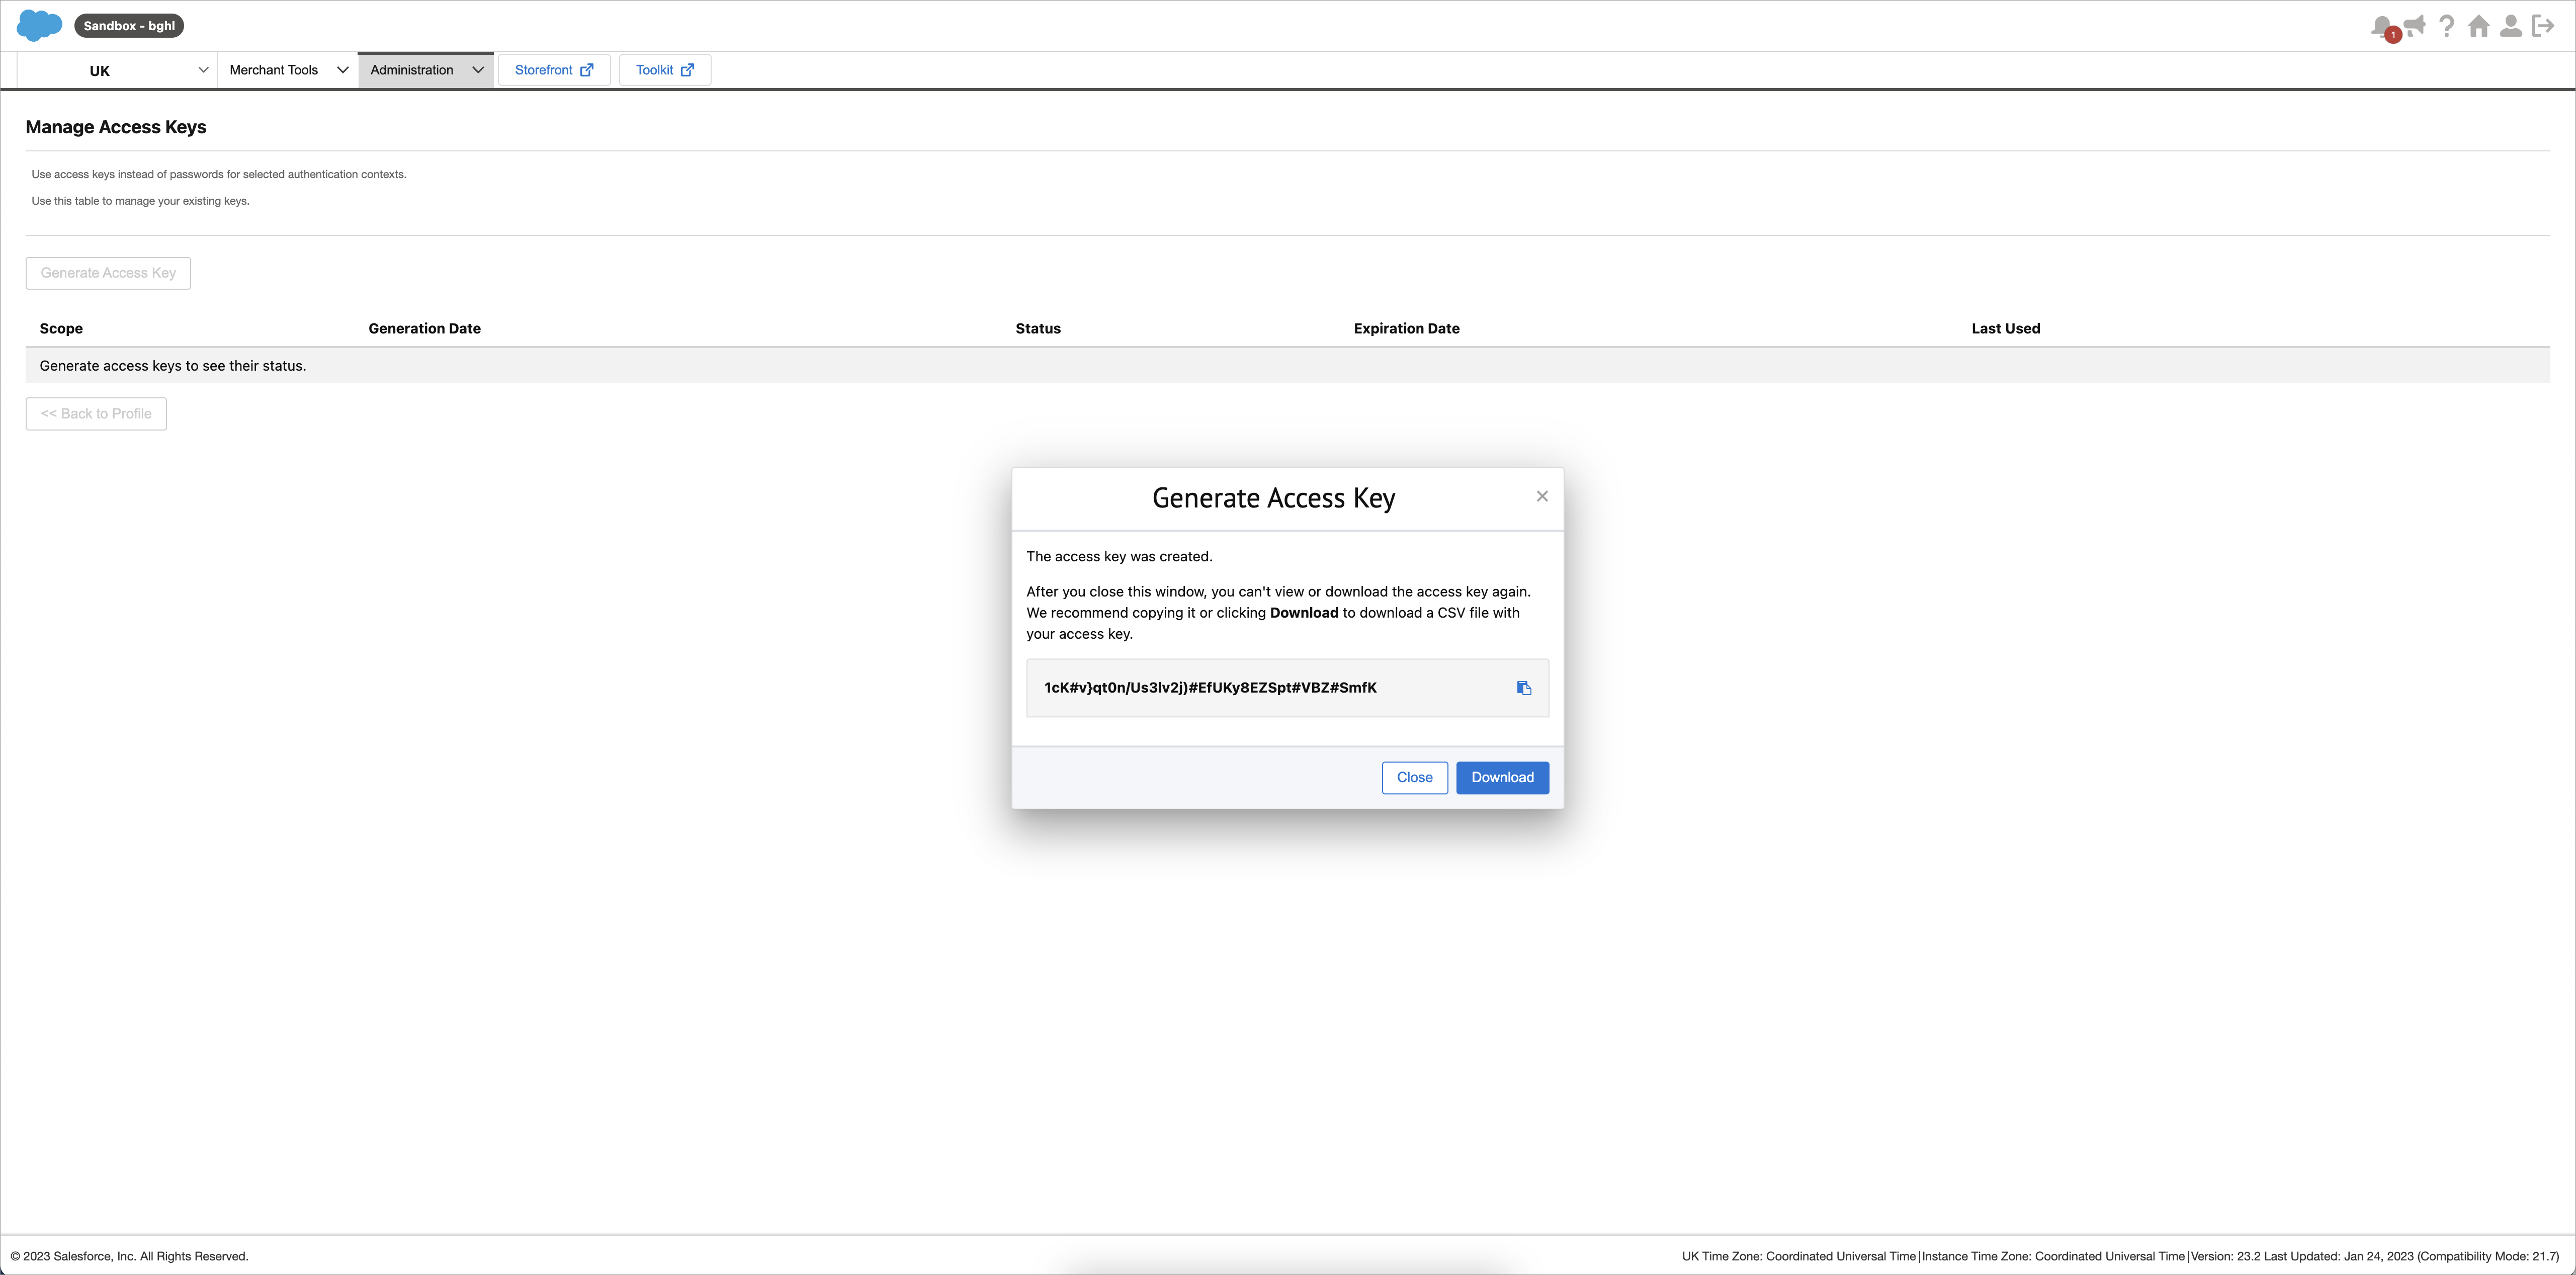 Sandbox - bghl
1
UK
Merchant Tools
Administration
Storefront
Toolkit
Manage Access Keys
Use access keys instead of passwords for selected authentication contexts.
Use this table to manage your existing keys.
Generate Access Key
Scope Generation Date Status Expiration Date Last Used
Generate access keys to see their status.
<< Back to Profile
Generate Access Key
The access key was created.
After you close this window, you can't view or download the access key again.
We recommend copying it or clicking Download to download a CSV file with
your access key.
1cK#v}qt0n/Us3lv2j)#EfUKy8EZSpt#VBZ#SmfK
Close
Download
© 2023 Salesforce, Inc. All Rights Reserved.
UK Time Zone: Coordinated Universal Time|Instance Time Zone: Coordinated Universal Time|Version: 23.2 Last Updated: Jan 24, 2023 (Compatibility Mode: 21.7)